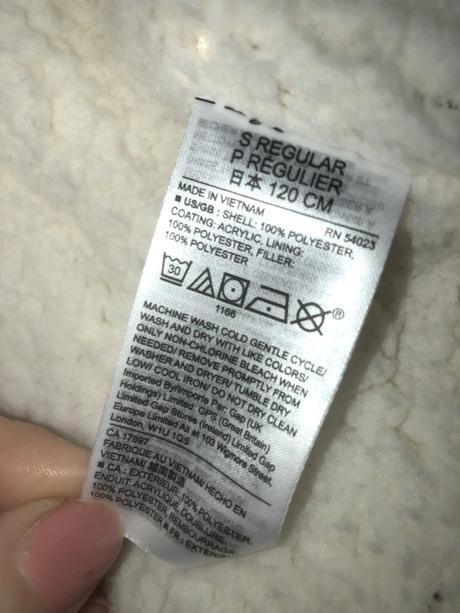 S REGULAR
P RÉGULIER
日本 120 CM
MADE IN VIETNAM RN 54023
■ US/GB : SHELL: 100% POLYESTER,
COATING: ACRYLIC, LINING:
100% POLYESTER, FILLER:
100% POLYESTER
30
®
1166
MACHINE WASH COLD GENTLE CYCLE/
WASH AND DRY WITH LIKE COLORS/
ONLY NON-CHLORINE BLEACH WHEN
NEEDED/ REMOVE PROMPTLY FROM
WASHER AND DRYER/ TUMBLE DRY
LOW/ COOL IRON/ DO NOT DRY CLEAN
Imported By/Importe Par: Gap (UK
Holdings) Limited, GPS (Great Britain)
Limited Gap Stores (Ireland) Limited Gap
Europe Limited All at 103 Wigmore Street,
London, W1U 1QS
CA 17897
FABRIQUÉ AU VIETNAM/ HECHO EN
VIETNAM/
■ CA : EXTÉRIEUR: 100% POLYESTER,
ENDUIT: ACRYLIQUE, DOUBLURE:
100% POLYESTER, REMBOURRAGE:
100% POLYESTER ■ FR : EXTÉRIEUR